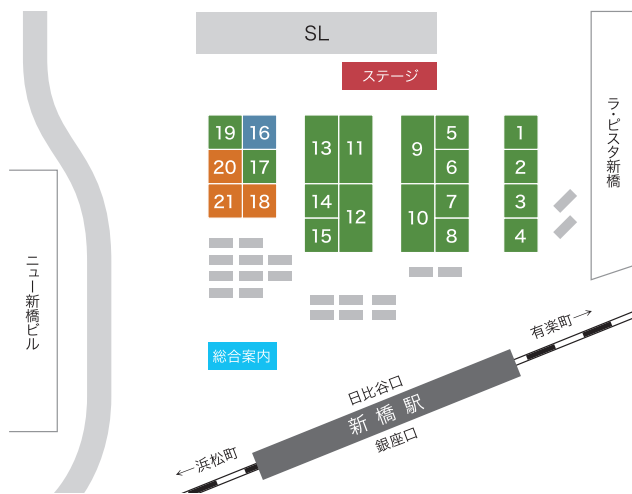 SL
ステージ
ラ・ピスタ新橋
19 16 13 11 9 5 1
20 17 6 2
21 18 14 12 10 7 3
15 8 4
ニュー新橋ビル
総合案内
有楽町→
日比谷口
新橋駅
銀座口
←浜松町